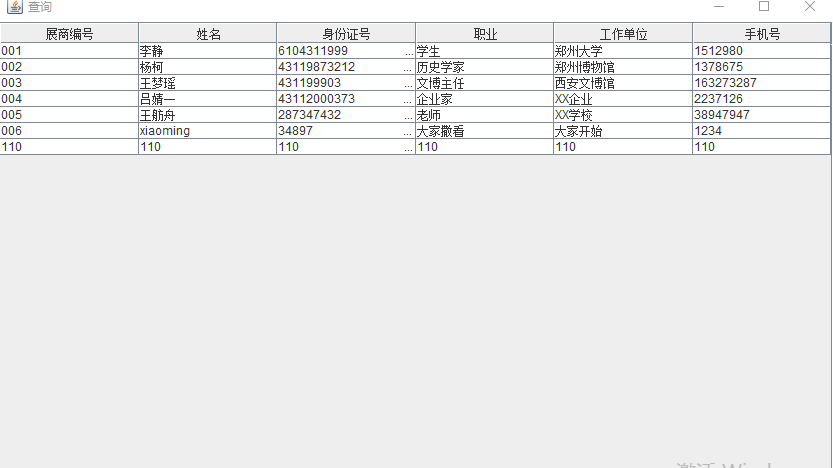 查询
展商编号 姓名 身份证号 职业 工作单位 手机号
001 李静 6104311999 ... 学生 郑州大学 1512980
002 杨柯 43119873212 ... 历史学家 郑州博物馆 1378675
003 王梦瑶 431199903 ... 文博主任 西安文博馆 163273287
004 吕婧一 43112000373 ... 企业家 XX企业 2237126
005 王舫舟 287347432 ... 老师 XX学校 38947947
006 xiaoming 34897 ... 大家撒看 大家开始 1234
110 110 110 ... 110 110 110